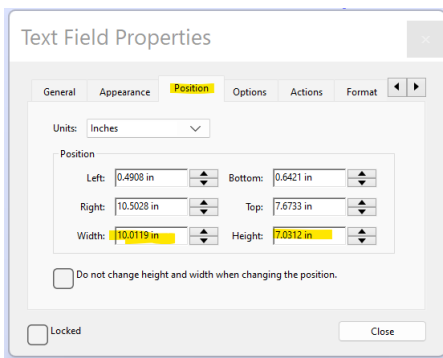 Text Field Properties
General Appearance Position Options Actions Format
Units: Inches
Position
Left: 0.4908 in Bottom: 0.6421 in
Right: 10.5028 in Top: 7.6733 in
Width: 10.0119 in Height: 7.0312 in
Do not change height and width when changing the position.
Locked Close